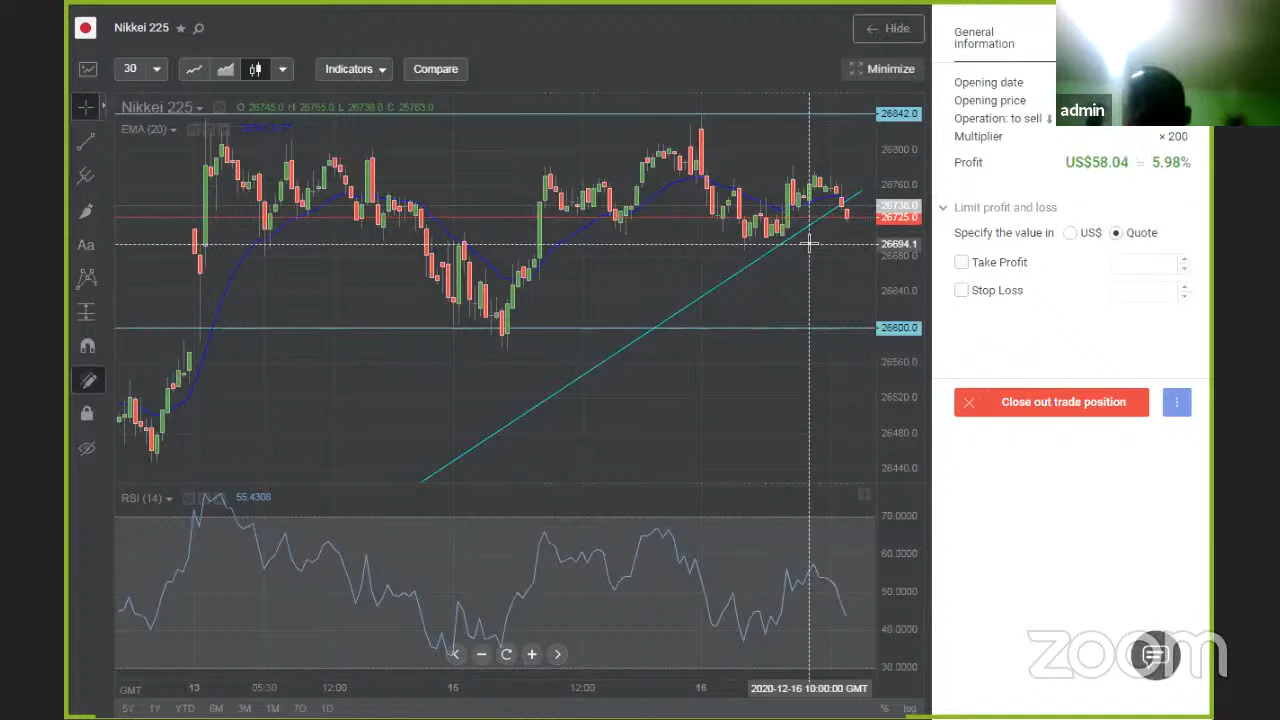 Nikkei 225
Hide
General information
30
Indicators
Compare
Minimize
Opening date
Opening price
Operation: to sell
Multiplier × 200
Profit US$58.04 = 5.98%
admin
Nikkei 225 O 26745.0 H 26755.0 L 26738.0 C 26753.0
EMA (20)
26842.0
26800.0
26760.0
26738.0
26725.0
26694.1
26680.0
26640.0
26600.0
26560.0
26520.0
26480.0
26440.0
Limit profit and loss
Specify the value in US$ Quote
Take Profit
Stop Loss
Aa
Close out trade position
RSI (14) 55.4308
70.0000
60.0000
50.0000
40.0000
30.0000
GMT 13 05:30 12:00 15 12:00 16 2020-12-16 10:00:00 GMT
5Y 1Y YTD 6M 3M 1M 7D 1D % log
zoom